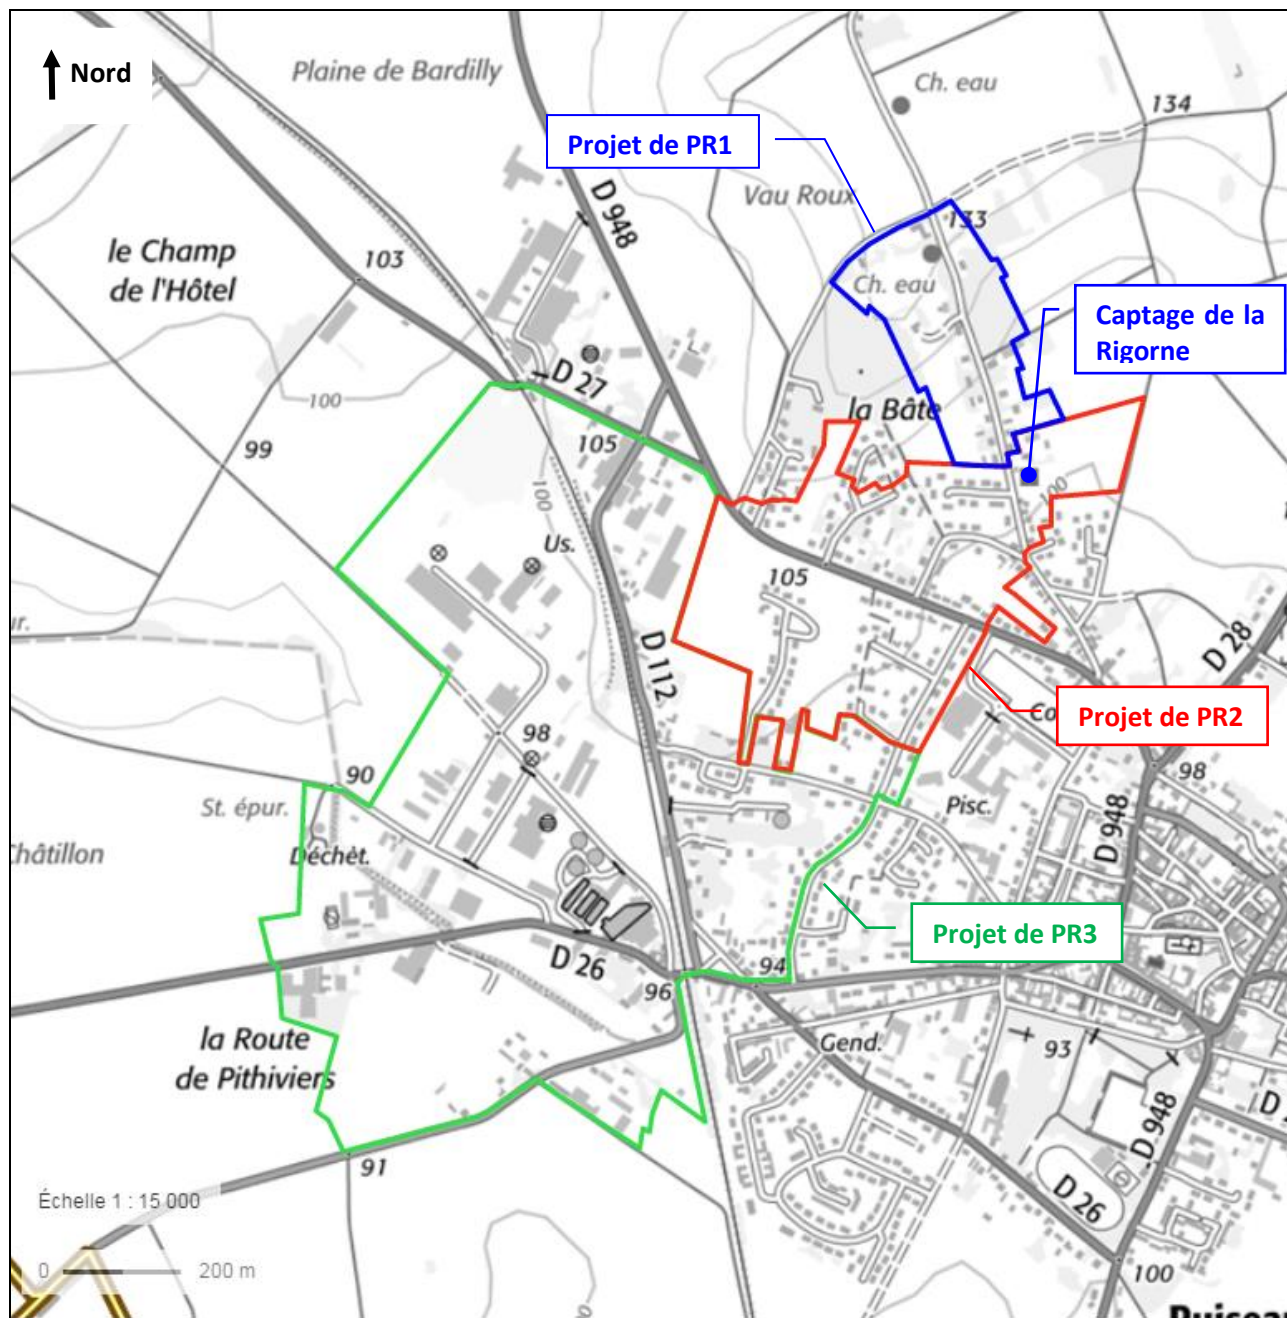 Nord
Plaine de Bardilly
Ch. eau
134
Projet de PR1
Vau Roux
D 948
133
le Champ
de l'Hôtel
103
Ch. eau
Captage de la
Rigorne
D 27
100
la Bâte
105
99
100
100
Us.
105
D 112
D 28
Projet de PR2
98
90
98
St. épur.
Pisc.
D 948
Châtillon
Déchèt.
Projet de PR3
D 26
94
96
la Route
de Pithiviers
Gend.
93
D 948
91
D 26
Échelle 1 : 15 000
0
200 m
100